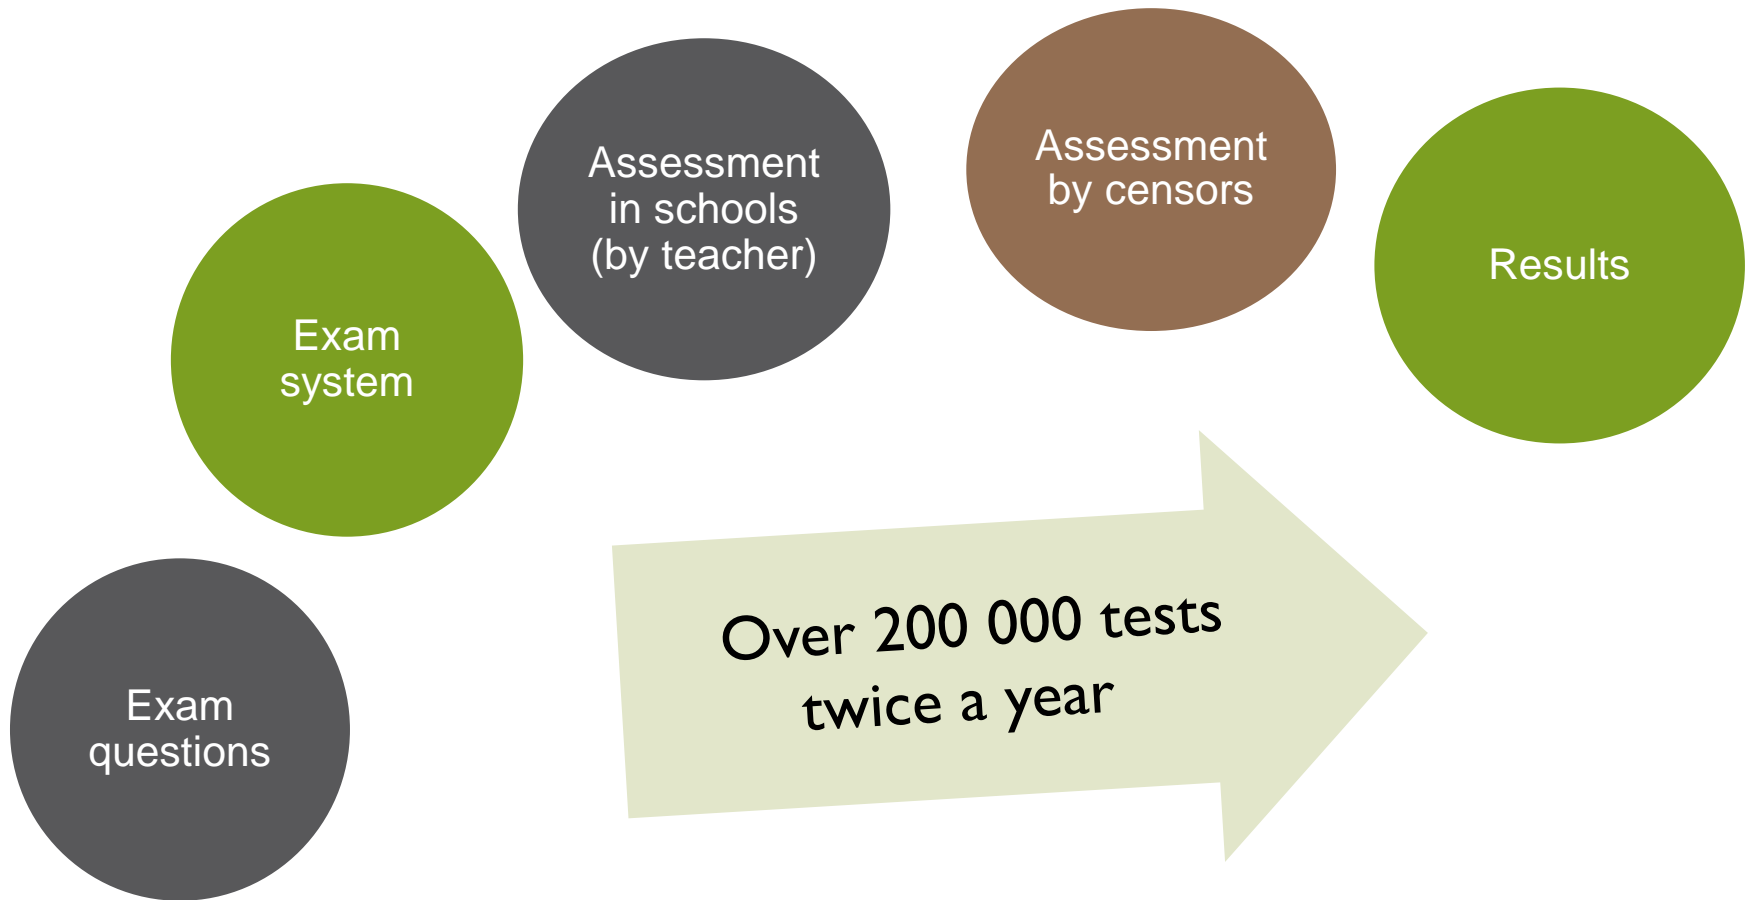 Exam
questions
Exam
system
Assessment
in schools
(by teacher)
Assessment
by censors
Results
Over 200 000 tests
twice a year